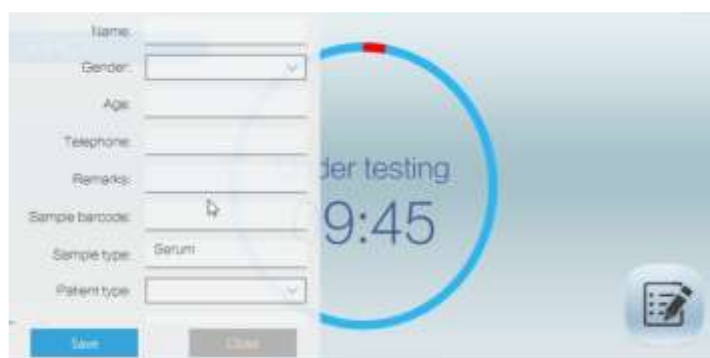 Name:
Gender:
Age:
Telephone:
Remarks:
Sample barcode:
Sample type: Serum
Patient type:
Save
Close
der testing
9:45